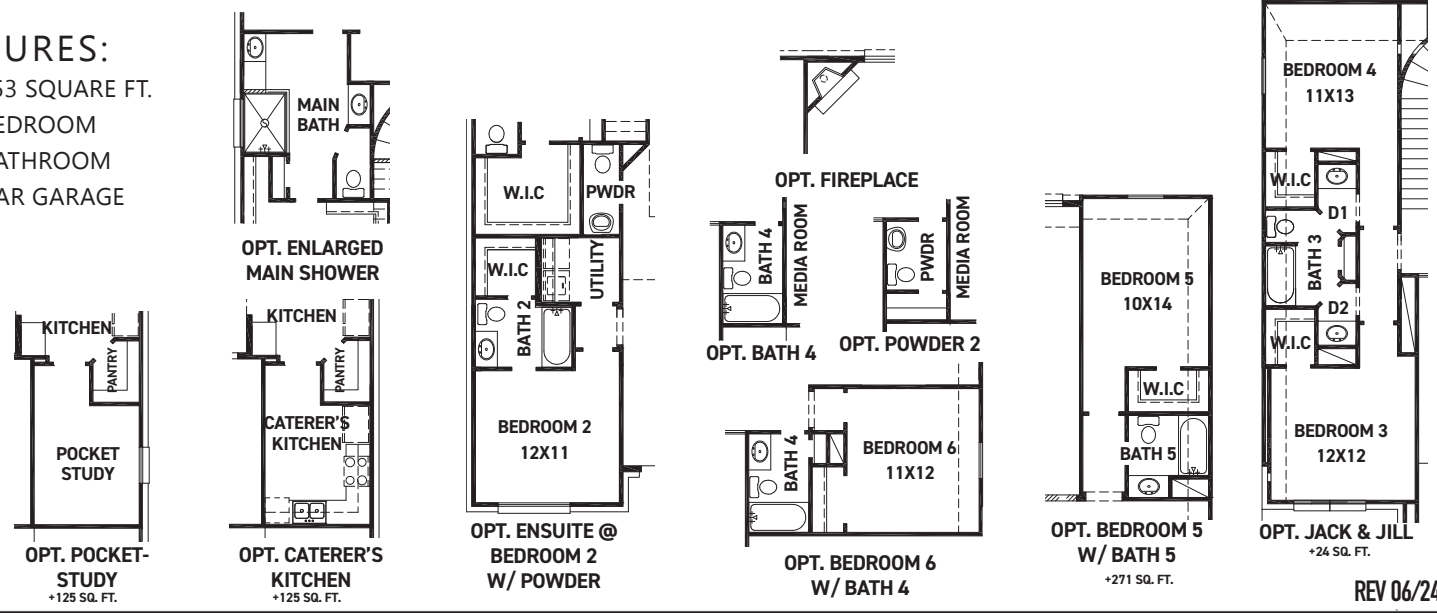 URES:
53 SQUARE FT.
EDROOM
ATHROOM
AR GARAGE
MAIN
BATH
OPT. ENLARGED
MAIN SHOWER
KITCHEN
PANTRY
POCKET
STUDY
OPT. POCKET-
STUDY
+125 SQ. FT.
KITCHEN
PANTRY
CATERER'S
KITCHEN
OPT. CATERER'S
KITCHEN
+125 SQ. FT.
W.I.C
PWDR
W.I.C
UTILITY
BATH 2
BEDROOM 2
12X11
OPT. ENSUITE @
BEDROOM 2
W/ POWDER
OPT. FIREPLACE
BATH 4
MEDIA ROOM
OPT. BATH 4
PWDR
MEDIA ROOM
OPT. POWDER 2
BATH 4
BEDROOM 6
11X12
OPT. BEDROOM 6
W/ BATH 4
BEDROOM 5
10X14
W.I.C
BATH 5
OPT. BEDROOM 5
W/ BATH 5
+271 SQ. FT.
BEDROOM 4
11X13
W.I.C
D1
BATH 3
D2
W.I.C
BEDROOM 3
12X12
OPT. JACK & JILL
+24 SQ. FT.
REV 06/24